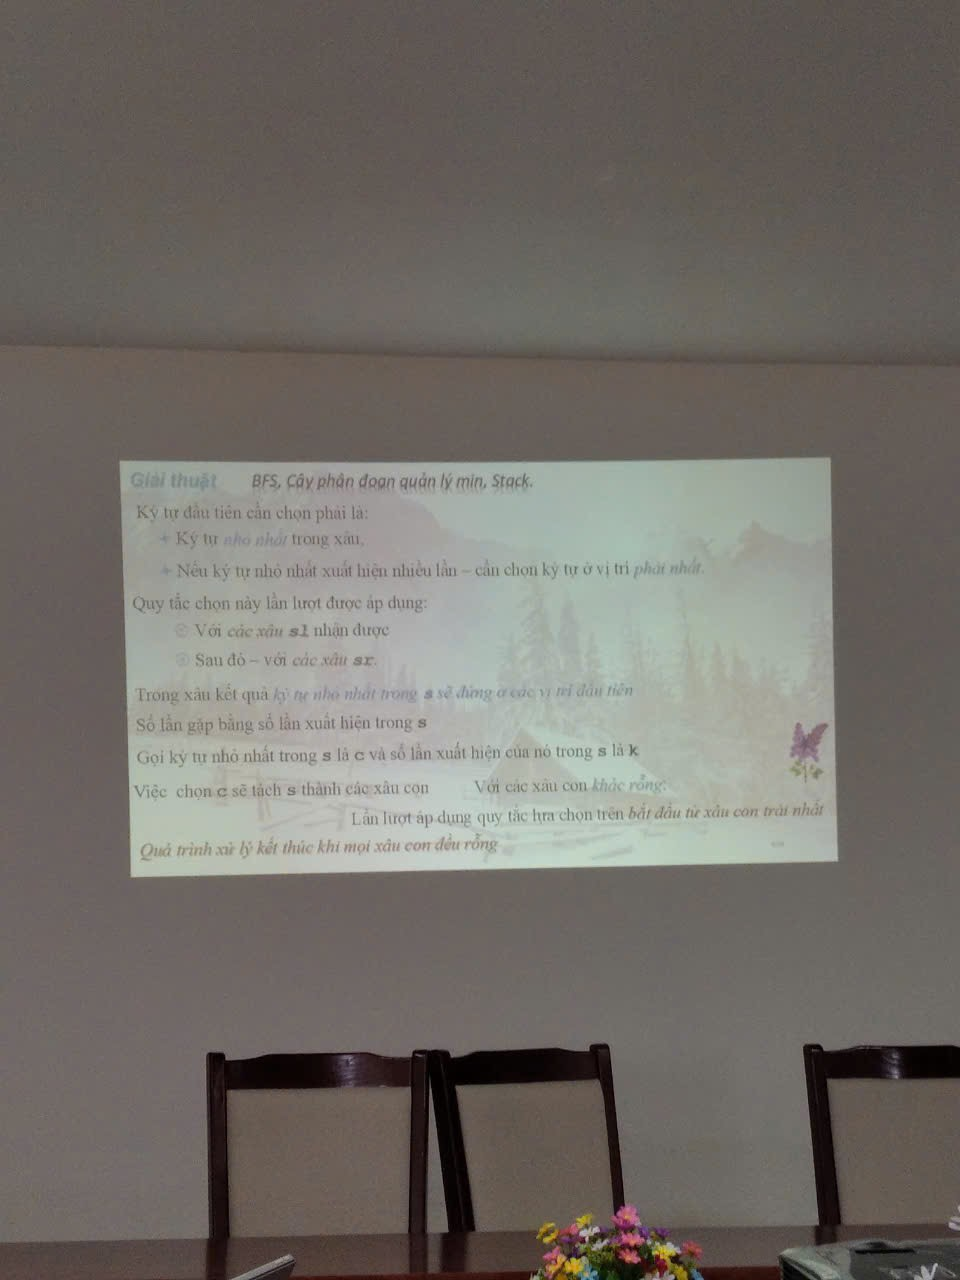 Giải thuật BFS, Cây phân đoạn quản lý min, Stack.
Ký tự đầu tiên cần chọn phải là:
Ký tự nhỏ nhất trong xâu,
Nếu ký tự nhỏ nhất xuất hiện nhiều lần – cần chọn ký tự ở vị trí phải nhất.
Quy tắc chọn này lần lượt được áp dụng:
Với các xâu sl nhận được
Sau đó – với các xâu sr.
Trong xâu kết quả ký tự nhỏ nhất trong s sẽ đứng ở các vị trí đầu tiên
Số lần gặp bằng số lần xuất hiện trong s
Gọi ký tự nhỏ nhất trong s là c và số lần xuất hiện của nó trong s là k
Việc chọn c sẽ tách s thành các xâu con Với các xâu con khác rỗng:
Lần lượt áp dụng quy tắc lựa chọn trên bắt đầu từ xâu con trái nhất
Quá trình xử lý kết thúc khi mọi xâu con đều rỗng